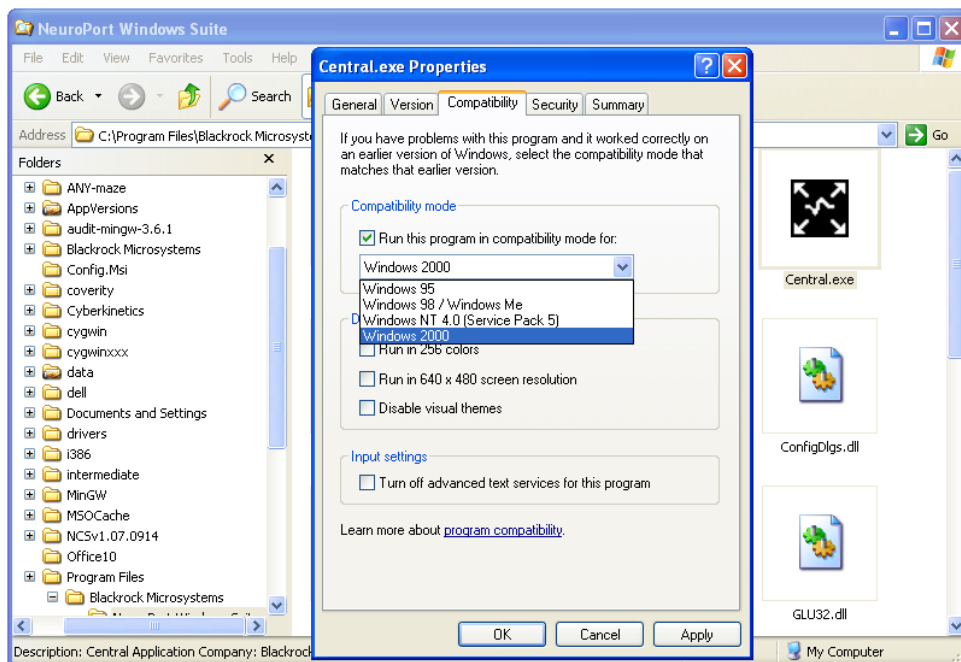 NeuroPort Windows Suite
File Edit View Favorites Tools Help
Back Search
Address C:\Program Files\Blackrock Microsyste
Go
Folders
ANY-maze
AppVersions
audit-mingw-3.6.1
Blackrock Microsystems
Config.Msi
coverity
Cyberkinetics
cygwin
cygwinxxx
data
dell
Documents and Settings
drivers
i386
intermediate
MinGW
MSOCache
NCSv1.07.0914
Office10
Program Files
Blackrock Microsystems
Central.exe Properties
General Version Compatibility Security Summary
If you have problems with this program and it worked correctly on
an earlier version of Windows, select the compatibility mode that
matches that earlier version.
Compatibility mode
Run this program in compatibility mode for:
Windows 2000
Windows 95
Windows 98 / Windows Me
Windows NT 4.0 (Service Pack 5)
Windows 2000
D
Run in 256 colors
Run in 640 x 480 screen resolution
Disable visual themes
Input settings
Turn off advanced text services for this program
Learn more about program compatibility.
OK Cancel Apply
Central.exe
ConfigDlgs.dll
GLU32.dll
Description: Central Application Company: Blackroc
My Computer